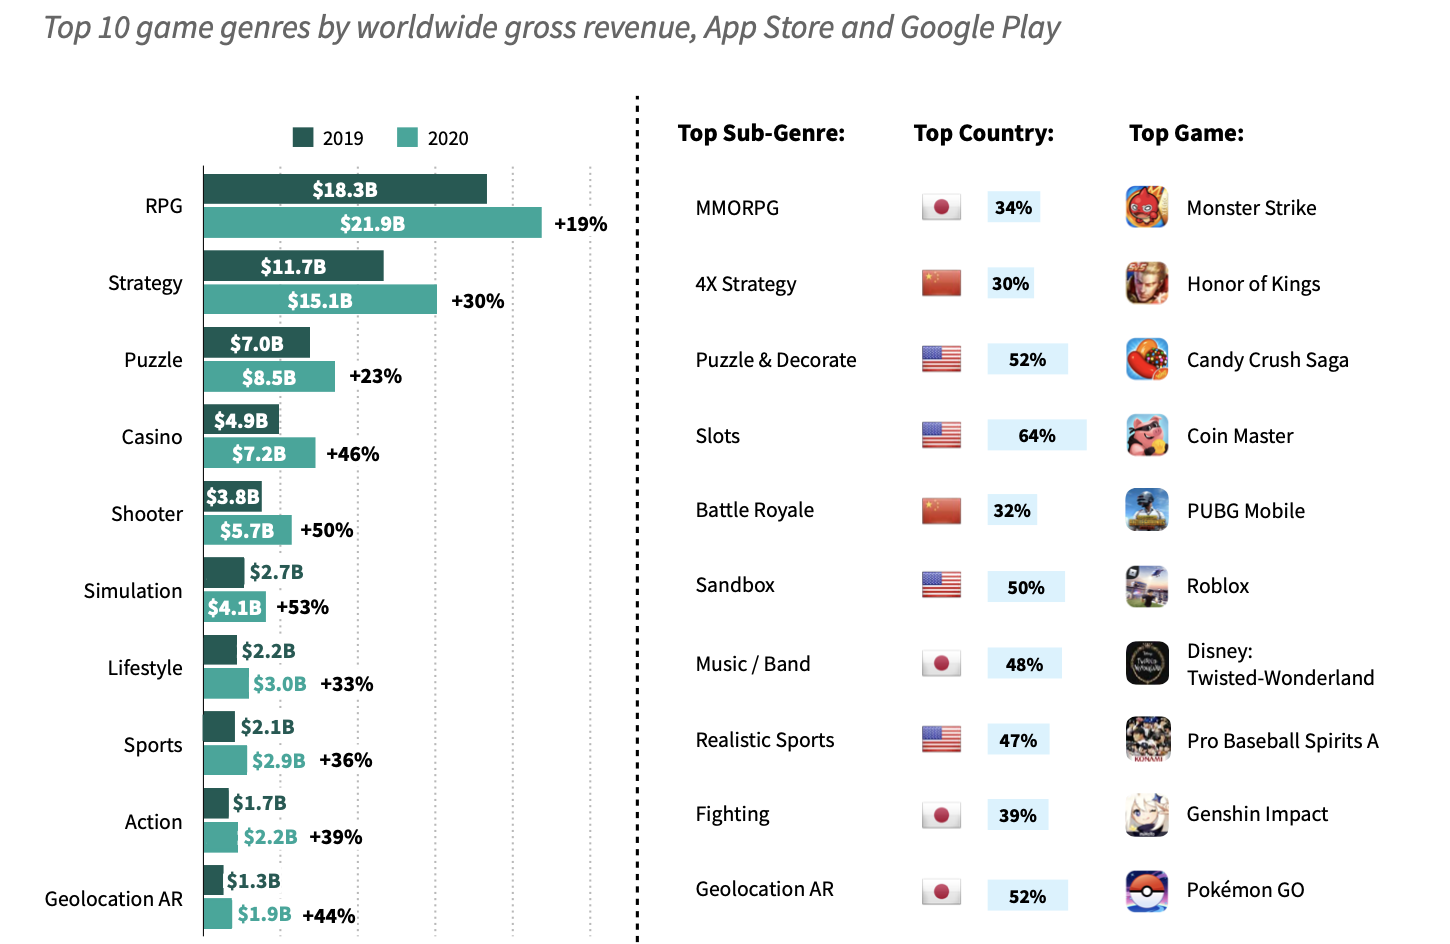 Top 10 game genres by worldwide gross revenue, App Store and Google Play
2019
2020
RPG
$18.3B
$21.9B
+19%
Strategy
$11.7B
$15.1B
+30%
Puzzle
$7.0B
$8.5B
+23%
Casino
$4.9B
$7.2B
+46%
Shooter
$3.8B
$5.7B
+50%
Simulation
$2.7B
$4.1B
+53%
Lifestyle
$2.2B
$3.0B
+33%
Sports
$2.1B
$2.9B
+36%
Action
$1.7B
$2.2B
+39%
Geolocation AR
$1.3B
$1.9B
+44%
Top Sub-Genre: Top Country: Top Game:
MMORPG 34% Monster Strike
4X Strategy 30% Honor of Kings
Puzzle & Decorate 52% Candy Crush Saga
Slots 64% Coin Master
Battle Royale 32% PUBG Mobile
Sandbox 50% Roblox
Music / Band 48% Disney:
Twisted-Wonderland
Realistic Sports 47% Pro Baseball Spirits A
KONAMI
Fighting 39% Genshin Impact
Geolocation AR 52% Pokémon GO